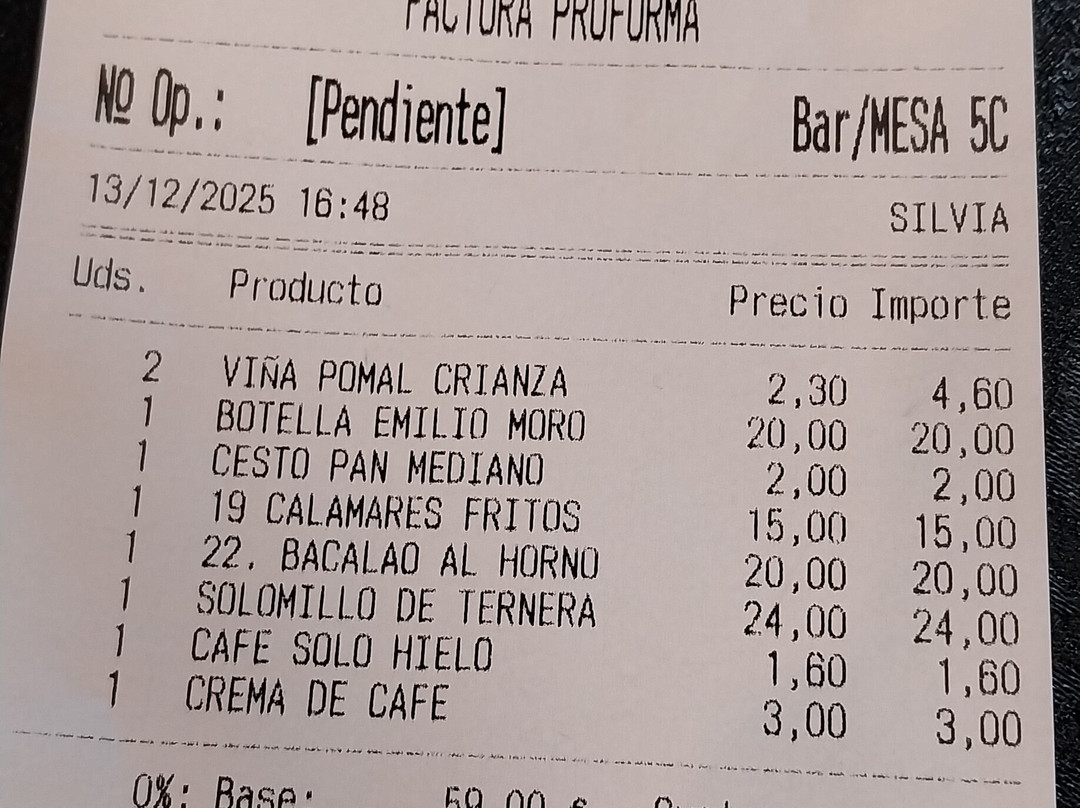 FACTURA PROFORMA
Nº Op.: [Pendiente] Bar/MESA 5C
13/12/2025 16:48 SILVIA
Uds. Producto Precio Importe
2 VIÑA POMAL CRIANZA 2,30 4,60
1 BOTELLA EMILIO MORO 20,00 20,00
1 CESTO PAN MEDIANO 2,00 2,00
1 19 CALAMARES FRITOS 15,00 15,00
1 22. BACALAO AL HORNO 20,00 20,00
1 SOLOMILLO DE TERNERA 24,00 24,00
1 CAFE SOLO HIELO 1,60 1,60
1 CREMA DE CAFE 3,00 3,00
0%: Base: